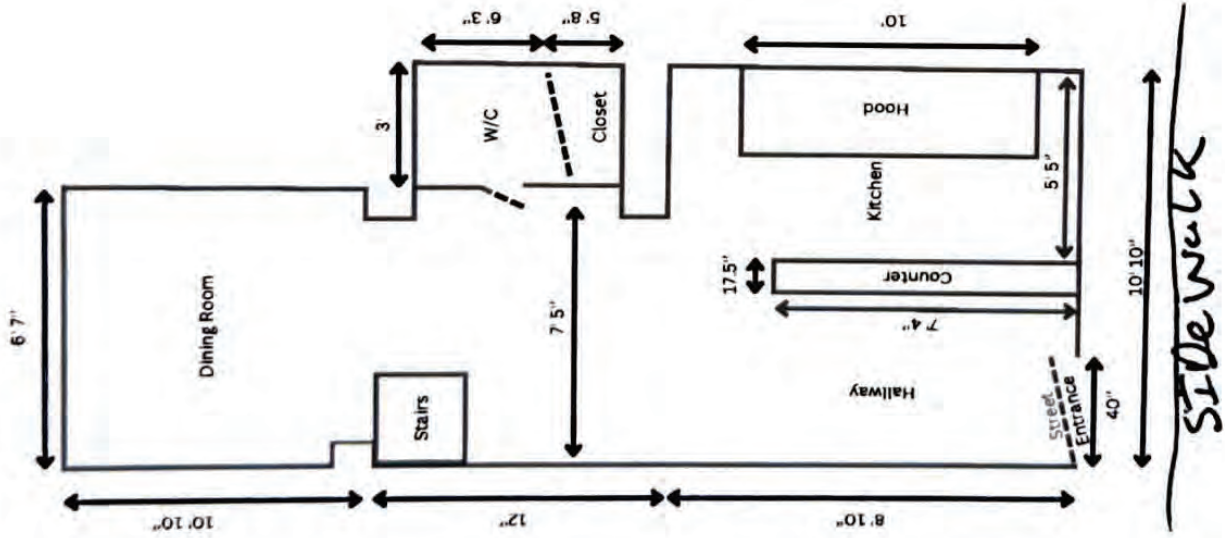 6' 7"
10' 10"
Dining Room
3'
6' 3"
5' 8"
W/C
Closet
Stairs
7' 5"
12"
10'
Hood
Kitchen
5' 5"
17.5"
Counter
7' 4"
Hallway
8' 10"
Street
Entrance
40"
10' 10"
SIDewalk